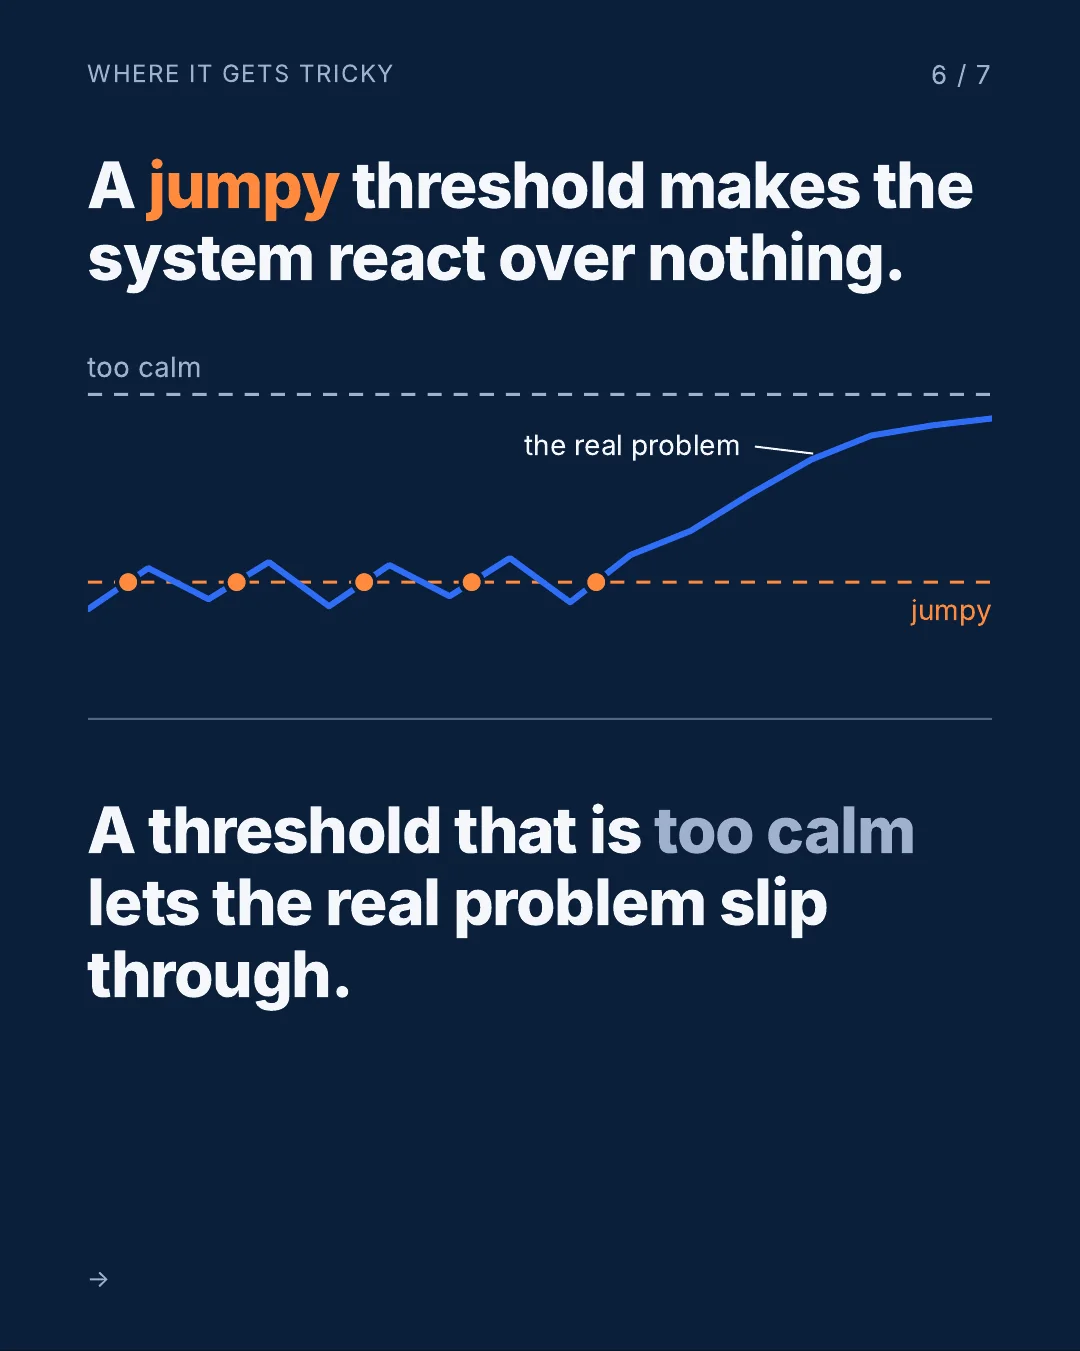 WHERE IT GETS TRICKY
6 / 7
A jumpy threshold makes the
system react over nothing.
too calm
the real problem
jumpy
A threshold that is too calm
lets the real problem slip
through.
→